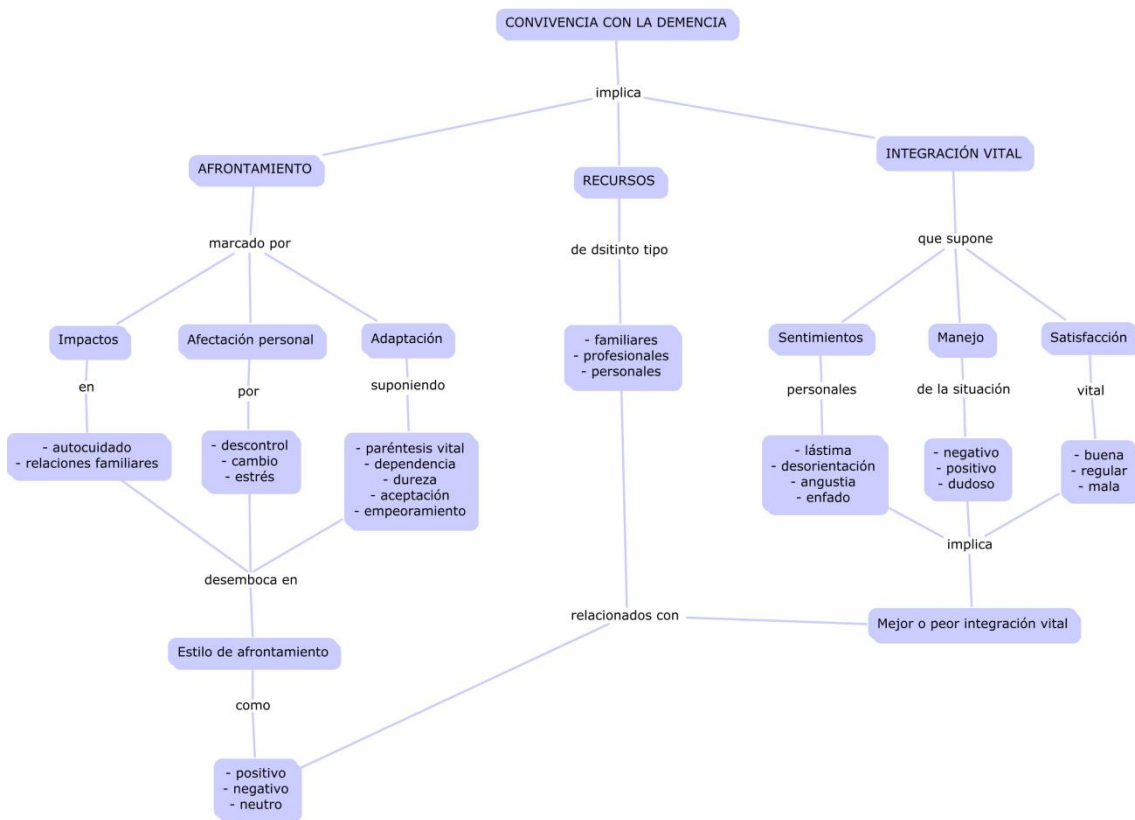 CONVIVENCIA CON LA DEMENCIA
implica
AFRONTAMIENTO
RECURSOS
INTEGRACIÓN VITAL
marcado por
de dsitinto tipo
que supone
Impactos
Afectación personal
Adaptación
- familiares
- profesionales
- personales
Sentimientos
Manejo
Satisfacción
en
por
suponiendo
personales
de la situación
vital
- autocuidado
- relaciones familiares
- descontrol
- cambio
- estrés
- paréntesis vital
- dependencia
- dureza
- aceptación
- empeoramiento
- lástima
- desorientación
- angustia
- enfado
- negativo
- positivo
- dudoso
- buena
- regular
- mala
implica
desemboca en
relacionados con
Mejor o peor integración vital
Estilo de afrontamiento
como
- positivo
- negativo
- neutro